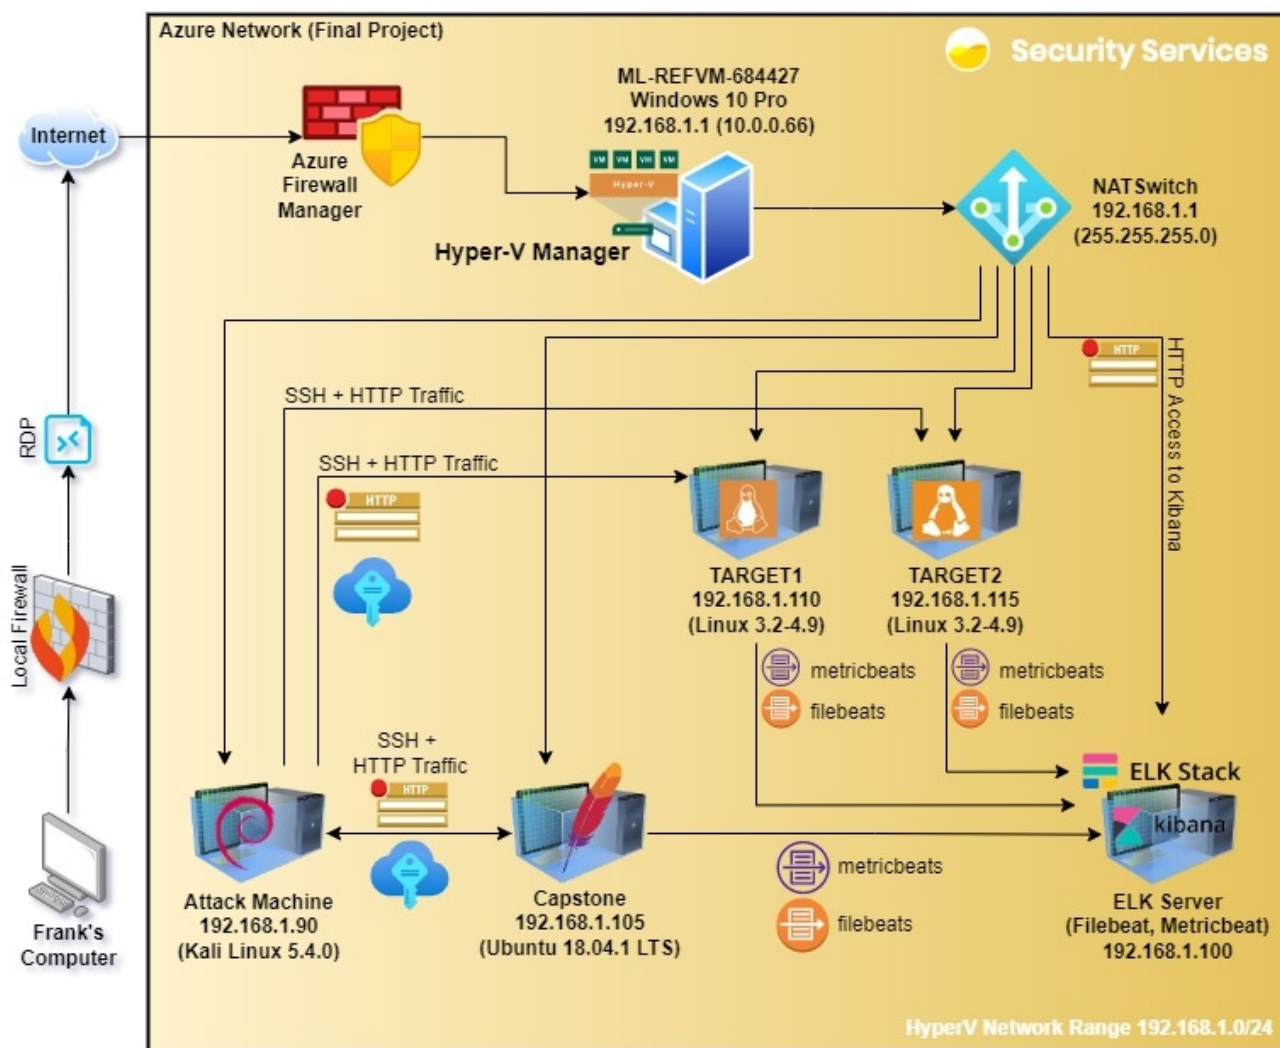 Azure Network (Final Project)
Security Services
ML-REFVM-684427
Windows 10 Pro
192.168.1.1 (10.0.0.66)
Internet
Azure
Firewall
Manager
VM VM VM VM
Hyper-V
Hyper-V Manager
NATSwitch
192.168.1.1
(255.255.255.0)
HTTP
HTTP Access to Kibana
SSH + HTTP Traffic
SSH + HTTP Traffic
HTTP
RDP
Local Firewall
TARGET1
192.168.1.110
(Linux 3.2-4.9)
TARGET2
192.168.1.115
(Linux 3.2-4.9)
metricbeats
filebeats
metricbeats
filebeats
SSH +
HTTP Traffic
HTTP
ELK Stack
kibana
metricbeats
filebeats
Frank's
Computer
Attack Machine
192.168.1.90
(Kali Linux 5.4.0)
Capstone
192.168.1.105
(Ubuntu 18.04.1 LTS)
ELK Server
(Filebeat, Metricbeat)
192.168.1.100
HyperV Network Range 192.168.1.0/24